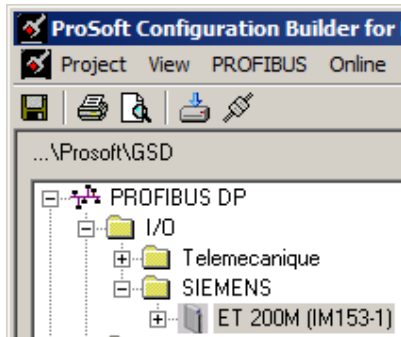 ProSoft Configuration Builder for
Project View PROFIBUS Online
...\Prosoft\GSD
PROFIBUS DP
I/O
Telemecanique
SIEMENS
ET 200M (IM153-1)